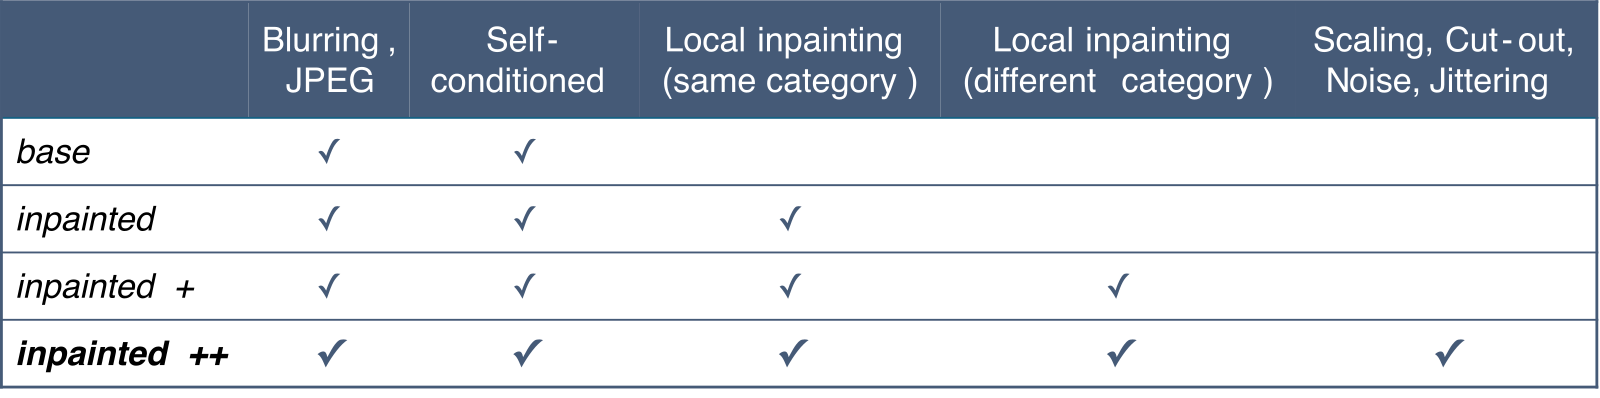 Blurring, JPEG | Self-conditioned | Local inpainting (same category) | Local inpainting (different category) | Scaling, Cut-out, Noise, Jittering
base ✓ ✓
inpainted ✓ ✓ ✓
inpainted + ✓ ✓ ✓ ✓
inpainted ++ ✓ ✓ ✓ ✓ ✓